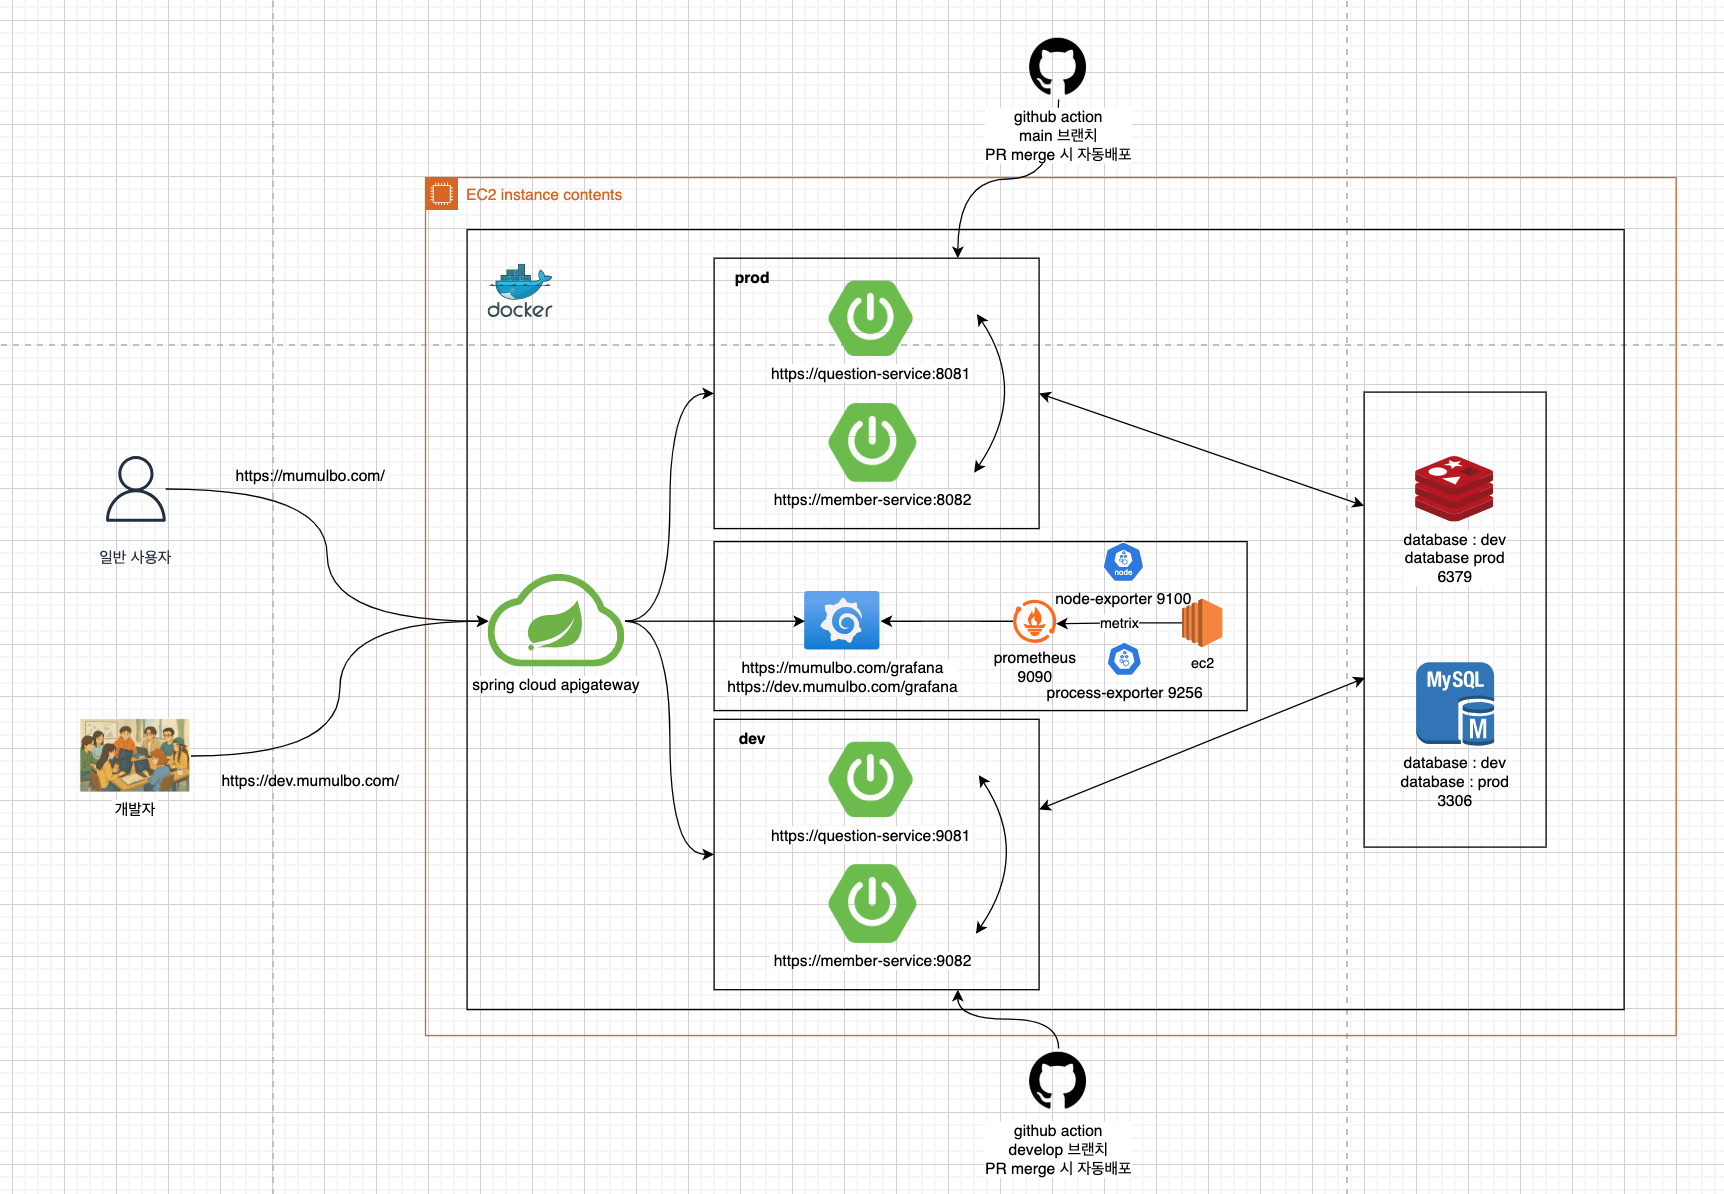 github action
main 브랜치
PR merge 시 자동배포
EC2 instance contents
docker
prod
https://question-service:8081
https://member-service:8082
https://mumulbo.com/
일반 사용자
https://dev.mumulbo.com/
개발자
spring cloud apigateway
node
node-exporter 9100
metrix
ec2
prometheus
9090
process-exporter 9256
https://mumulbo.com/grafana
https://dev.mumulbo.com/grafana
dev
https://question-service:9081
https://member-service:9082
database : dev
database prod
6379
MySQL
M
database : dev
database : prod
3306
github action
develop 브랜치
PR merge 시 자동배포